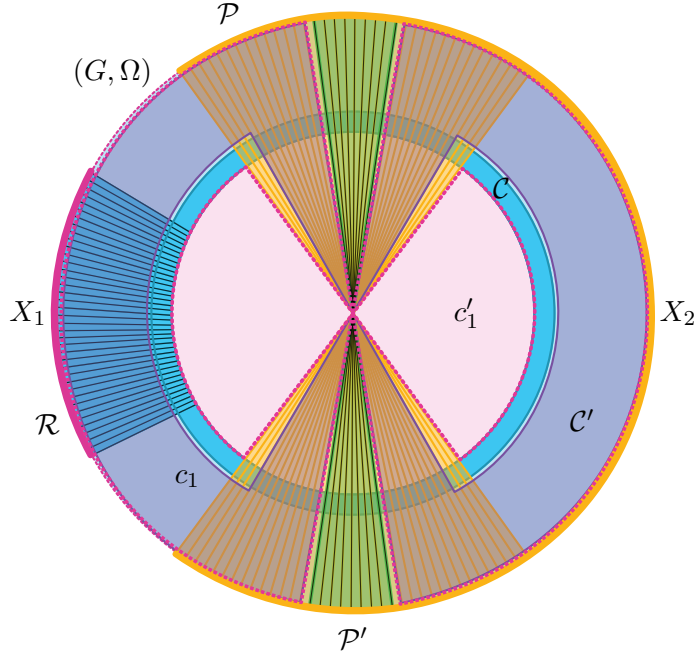 𝒫
(G, Ω)
𝒞
X₁
c′₁
X₂
ℛ
𝒞′
c₁
𝒫′